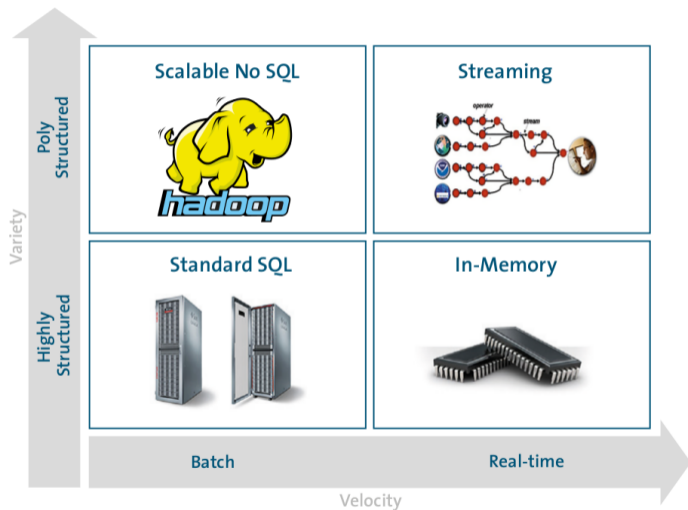 Scalable No SQL
Streaming
operator
stream
hadoop
Poly
Structured
Variety
Standard SQL
In-Memory
Highly
Structured
Batch
Real-time
Velocity